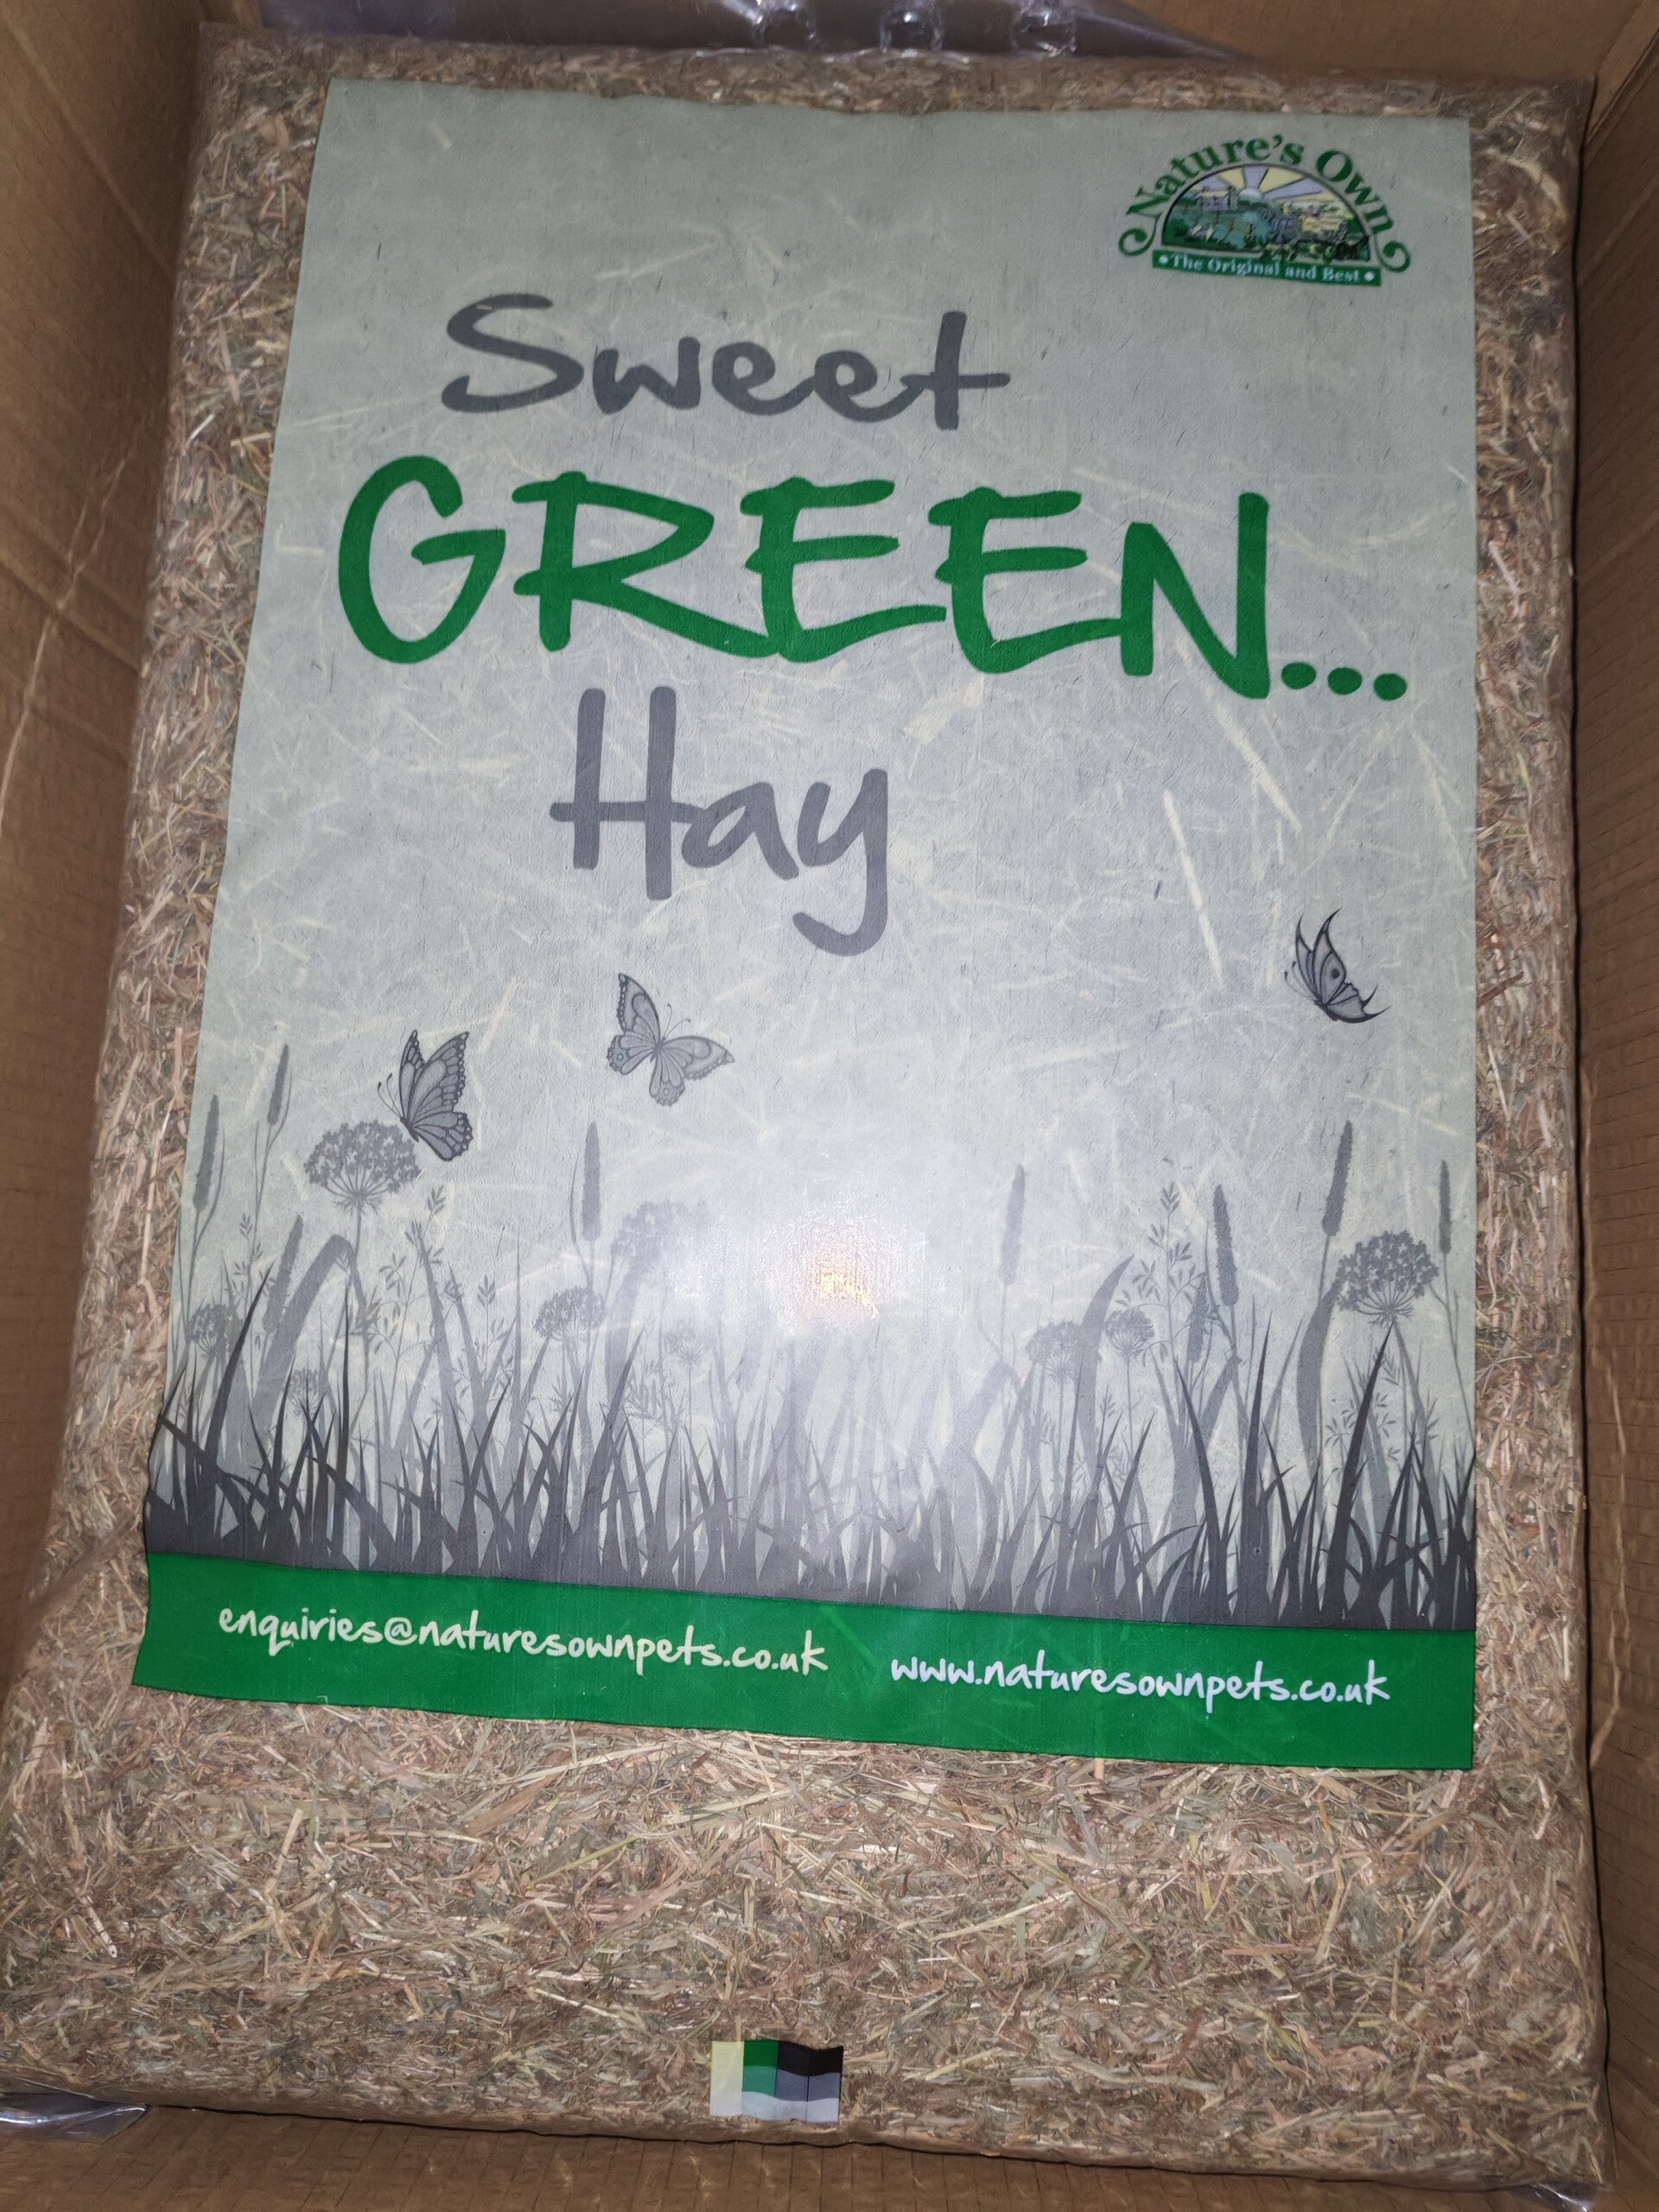 Nature's Own
The Original and Best
Sweet
GREEN...
Hay
enquiries@naturesownpets.co.uk
www.naturesownpets.co.uk